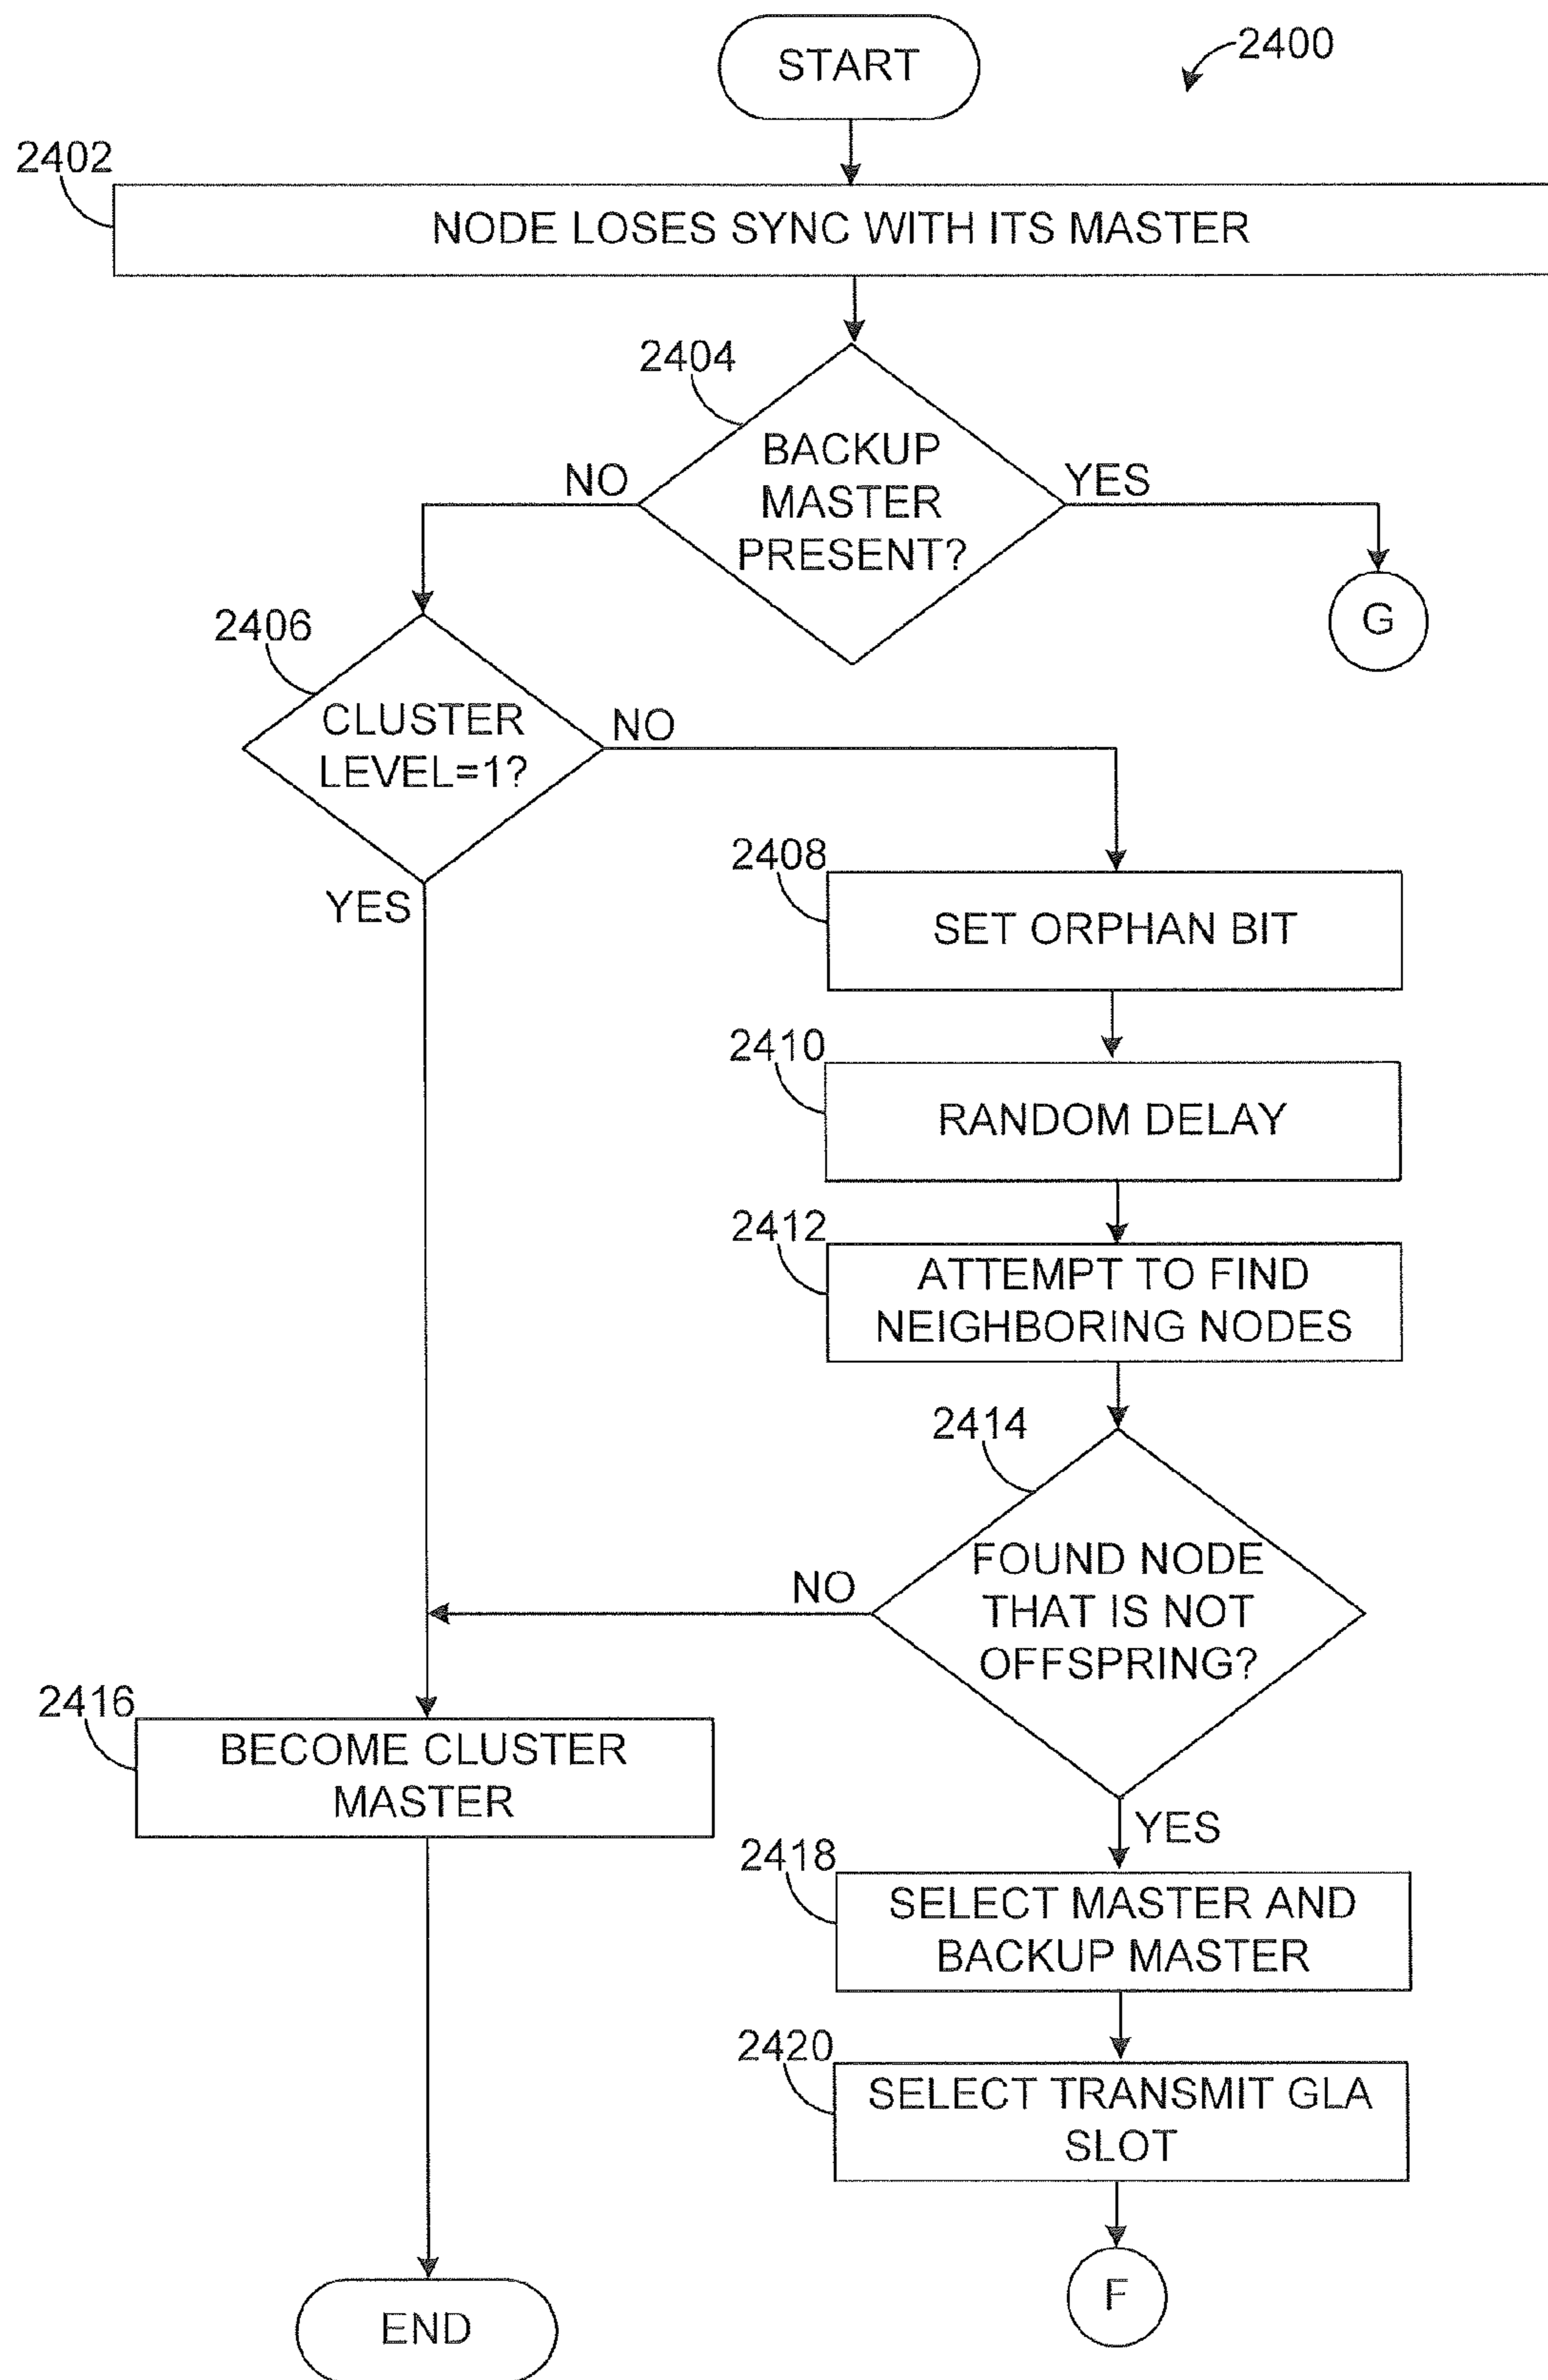 START
2400
2402
NODE LOSES SYNC WITH ITS MASTER
2404
BACKUP
MASTER
PRESENT?
NO
YES
G
2406
CLUSTER
LEVEL=1?
NO
YES
2408
SET ORPHAN BIT
2410
RANDOM DELAY
2412
ATTEMPT TO FIND
NEIGHBORING NODES
2414
FOUND NODE
THAT IS NOT
OFFSPRING?
NO
YES
2416
BECOME CLUSTER
MASTER
2418
SELECT MASTER AND
BACKUP MASTER
2420
SELECT TRANSMIT GLA
SLOT
F
END